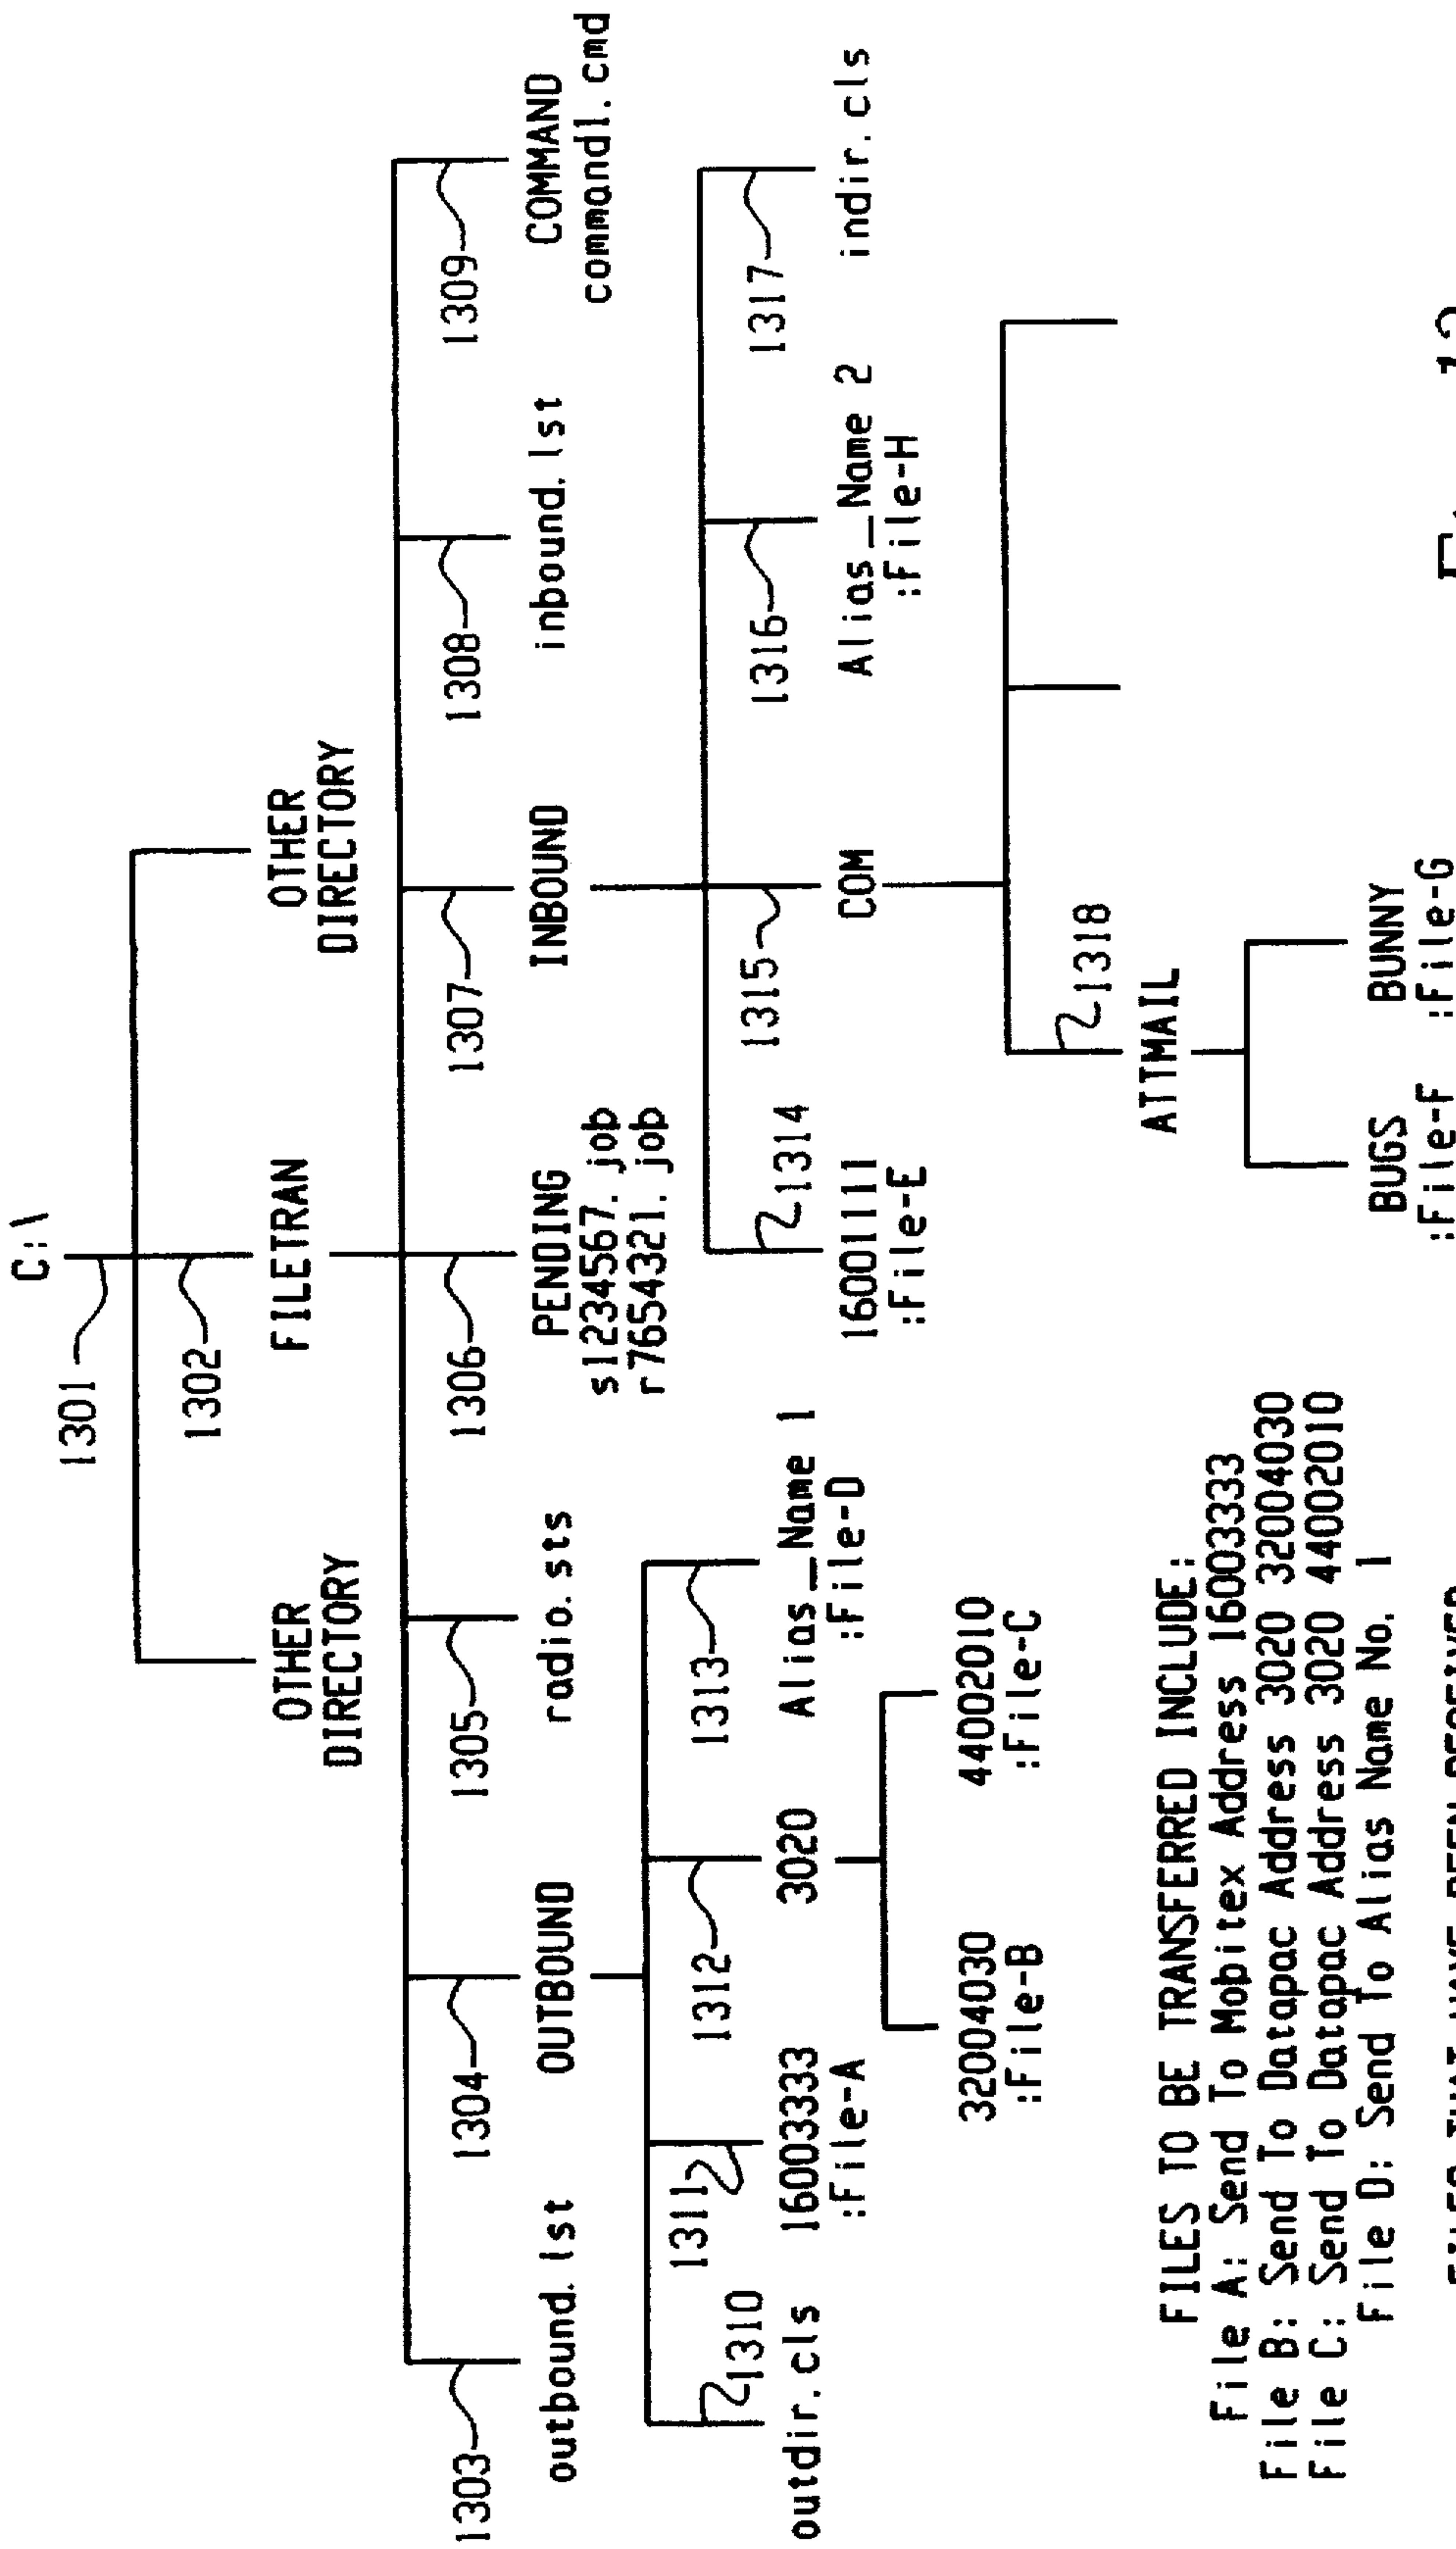 C:\
1301
1302
OTHER
DIRECTORY
FILETRAN
OTHER
DIRECTORY
1303
1304
1305
1306
1307
1308
1309
outbound.lst
OUTBOUND
radio.sts
PENDING
s1234567.job
r7654321.job
INBOUND
inbound.lst
COMMAND
command1.cmd
1310
1311
1312
1313
1314
1315
1316
1317
outdir.cls
16003333
:File-A
3020
Alias_Name 1
:File-D
16001111
:File-E
COM
Alias_Name 2
:File-H
indir.cls
32004030
:File-B
44002010
:File-C
1318
ATTMAIL
BUGS
:File-F
BUNNY
:File-G
FILES TO BE TRANSFERRED INCLUDE:
File A: Send To Mobitex Address 16003333
File B: Send To Datapac Address 3020 32004030
File C: Send To Datapac Address 3020 44002010
File D: Send To Alias Name No. 1